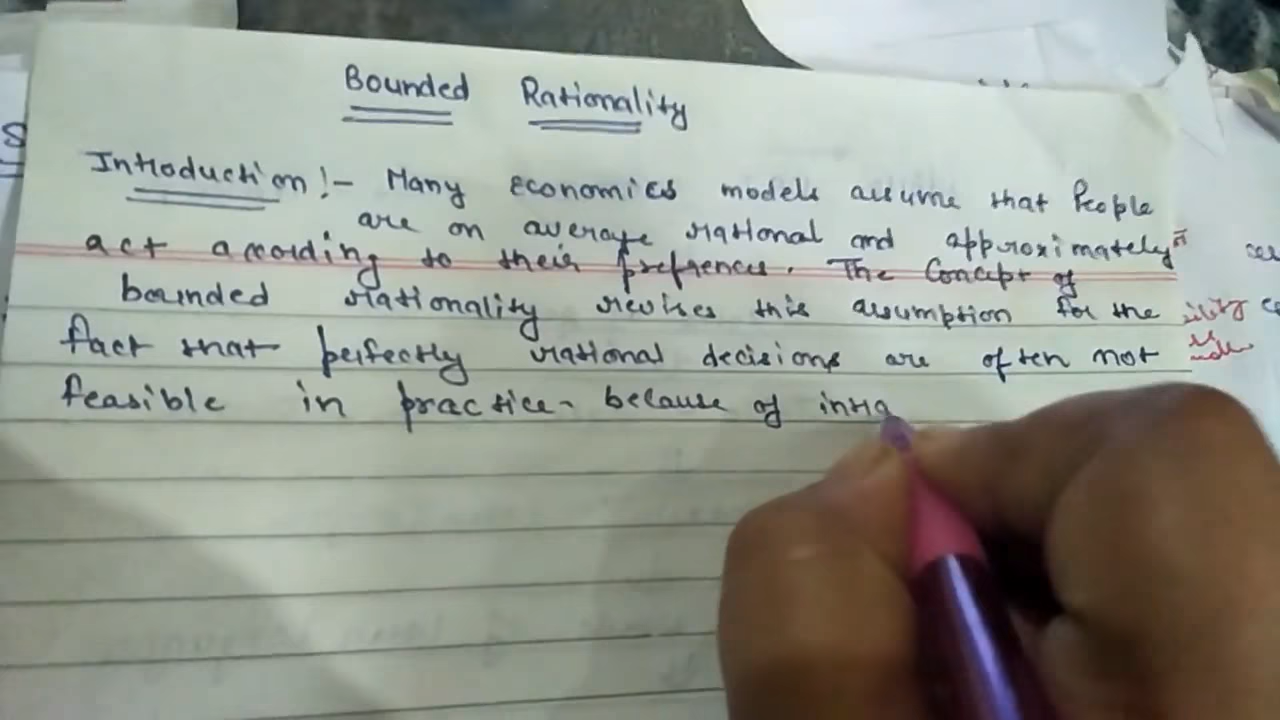 Bounded Rationality
Introduction:- Many economics models assume that People
are on average rational and approximately
act according to their prefrences. The Concept of
bounded rationality revises this assumption for the
fact that perfectly rational decisions are often not
feasible in practice. because of intra